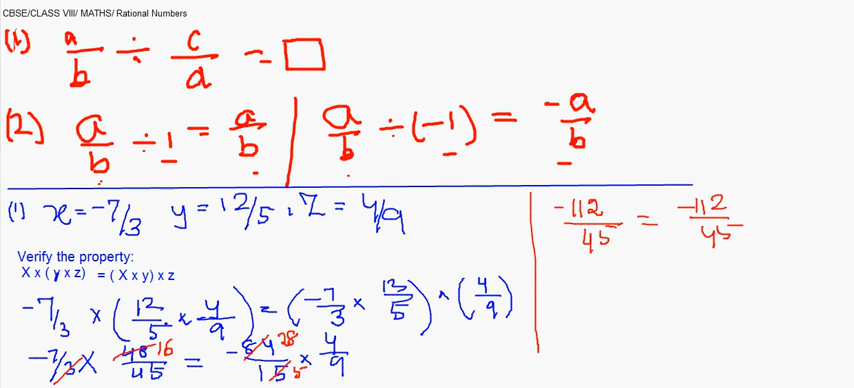 CBSE/CLASS VIII/ MATHS/ Rational Numbers
(1) a/b ÷ c/d = □
(2) a/b ÷ 1 = a/b | a/b ÷ (-1) = -a/b
(1) x = -7/3 y = 12/5 , Z = 4/9
-112/45 = -112/45
Verify the property:
X x ( y x z) = ( X x y) x z
-7/3 × (12/5 × 4/9) = (-7/3 × 12/5) × (4/9)
-7/3 × 48 16/45 = -84 28/15 5 × 4/9